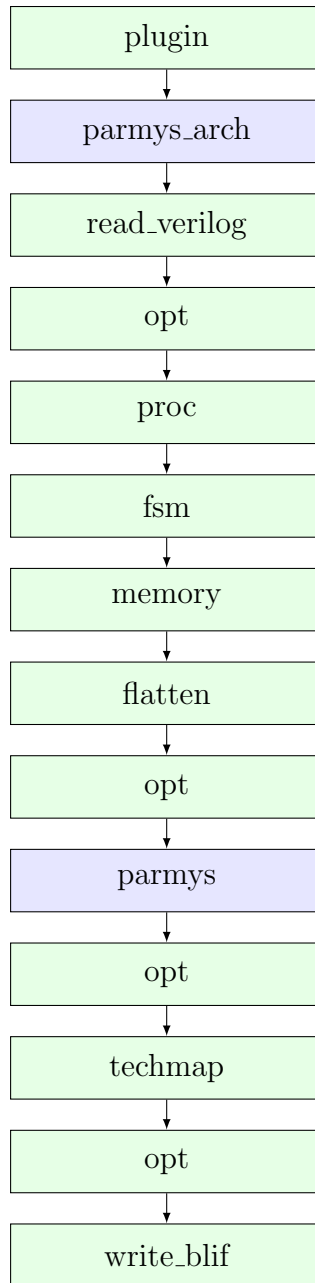 plugin
parmys_arch
read_verilog
opt
proc
fsm
memory
flatten
opt
parmys
opt
techmap
opt
write_blif